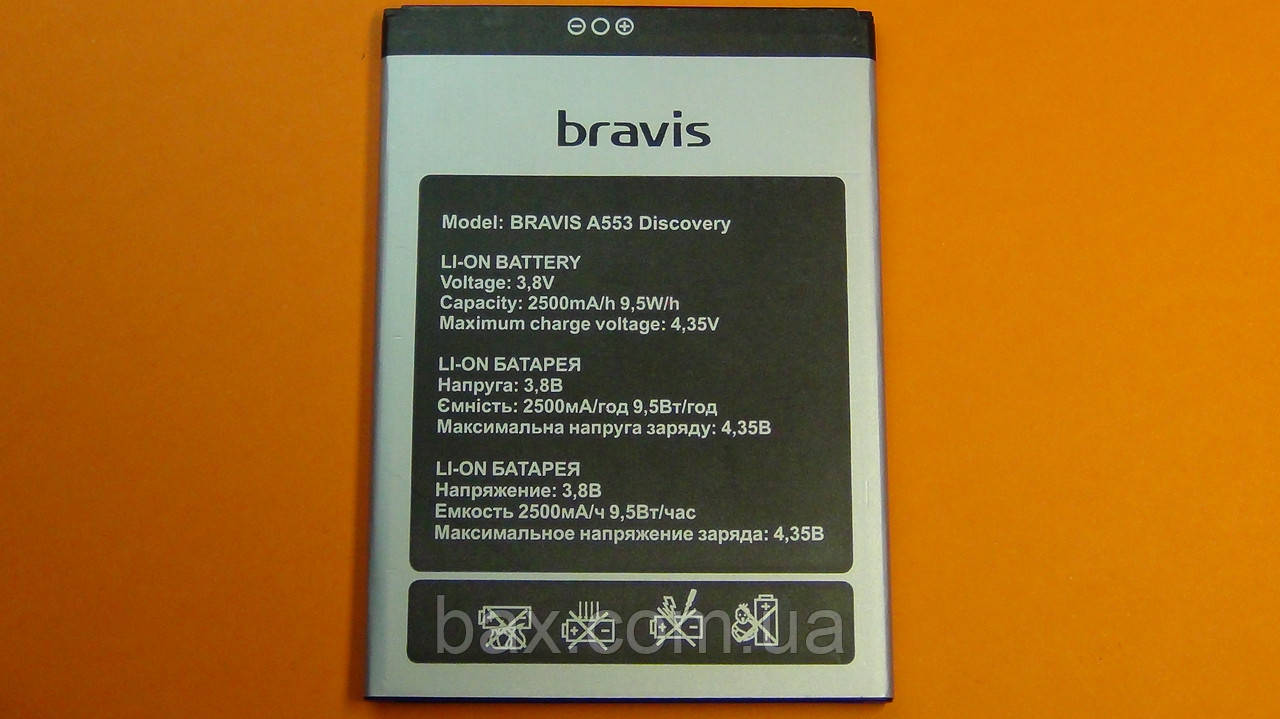 bravis
Model: BRAVIS A553 Discovery
LI-ON BATTERY
Voltage: 3,8V
Capacity: 2500mA/h 9,5W/h
Maximum charge voltage: 4,35V
LI-ON БАТАРЕЯ
Напруга: 3,8В
Ємність: 2500мА/год 9,5Вт/год
Максимальна напруга заряду: 4,35В
LI-ON БАТАРЕЯ
Напряжение: 3,8В
Емкость 2500мА/ч 9,5Вт/час
Максимальное напряжение заряда: 4,35В
bax.com.ua